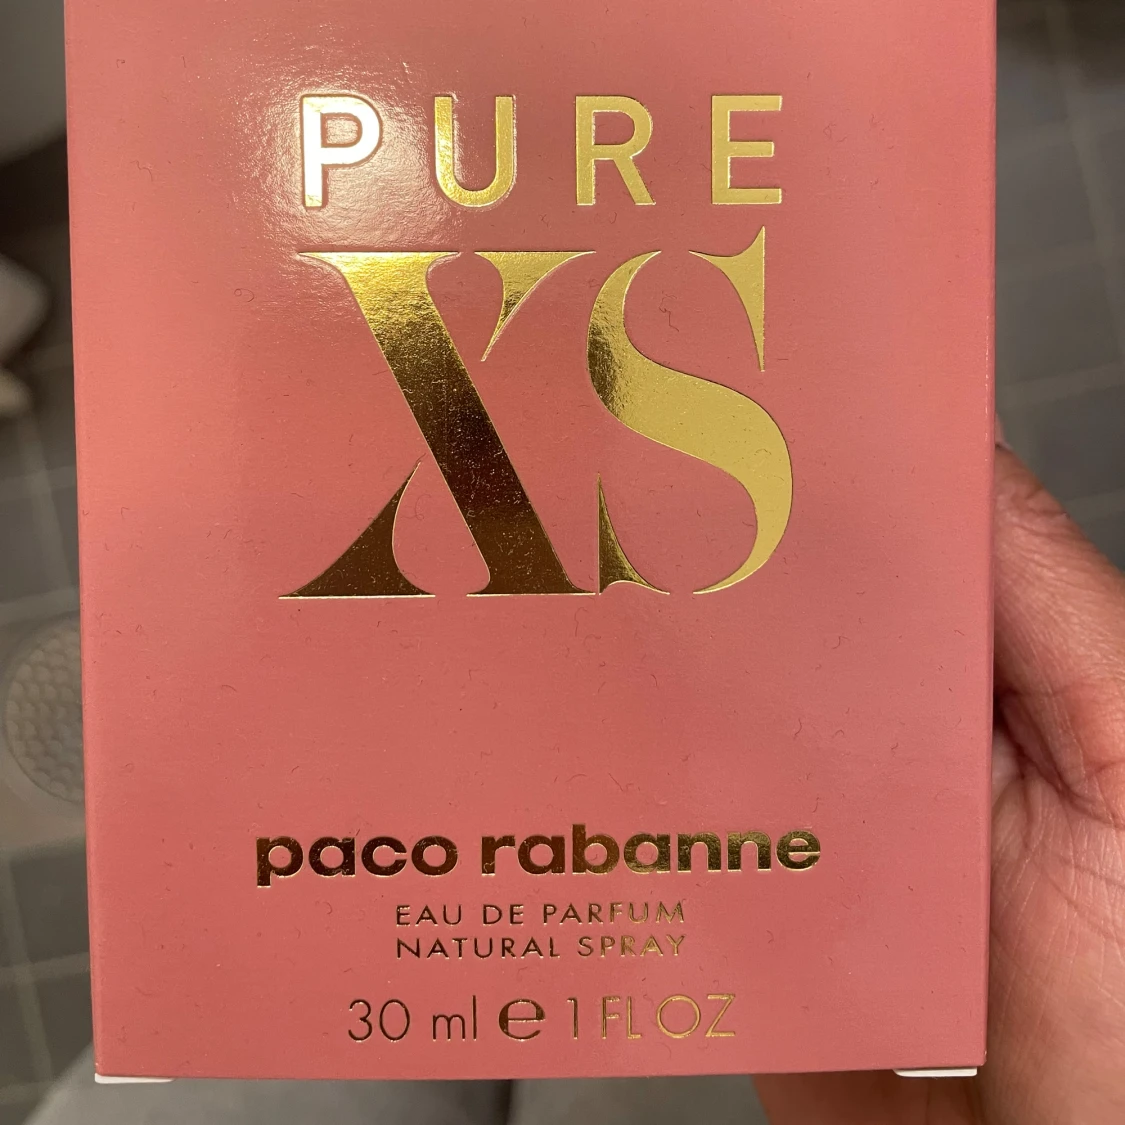 PURE
XS
paco rabanne
EAU DE PARFUM
NATURAL SPRAY
30 ml ℮ 1 FL OZ